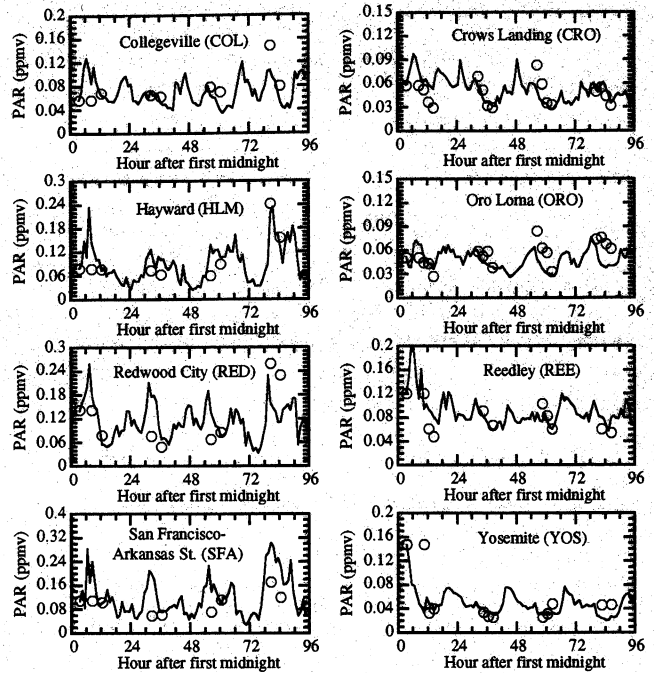 0.2
0.16
0.12
0.08
0.04
0
PAR (ppmv)
Collegeville (COL)
0 24 48 72 96
Hour after first midnight
0.15
0.12
0.09
0.06
0.03
0
PAR (ppmv)
Crows Landing (CRO)
0 24 48 72 96
Hour after first midnight
0.3
0.24
0.18
0.12
0.06
0
PAR (ppmv)
Hayward (HLM)
0 24 48 72 96
Hour after first midnight
0.15
0.12
0.09
0.06
0.03
0
PAR (ppmv)
Oro Loma (ORO)
0 24 48 72 96
Hour after first midnight
0.3
0.24
0.18
0.12
0.06
0
PAR (ppmv)
Redwood City (RED)
0 24 48 72 96
Hour after first midnight
0.2
0.16
0.12
0.08
0.04
0
PAR (ppmv)
Reedley (REE)
0 24 48 72 96
Hour after first midnight
0.4
0.32
0.24
0.16
0.08
0
PAR (ppmv)
San Francisco-
Arkansas St. (SFA)
0 24 48 72 96
Hour after first midnight
0.2
0.16
0.12
0.08
0.04
0
PAR (ppmv)
Yosemite (YOS)
0 24 48 72 96
Hour after first midnight